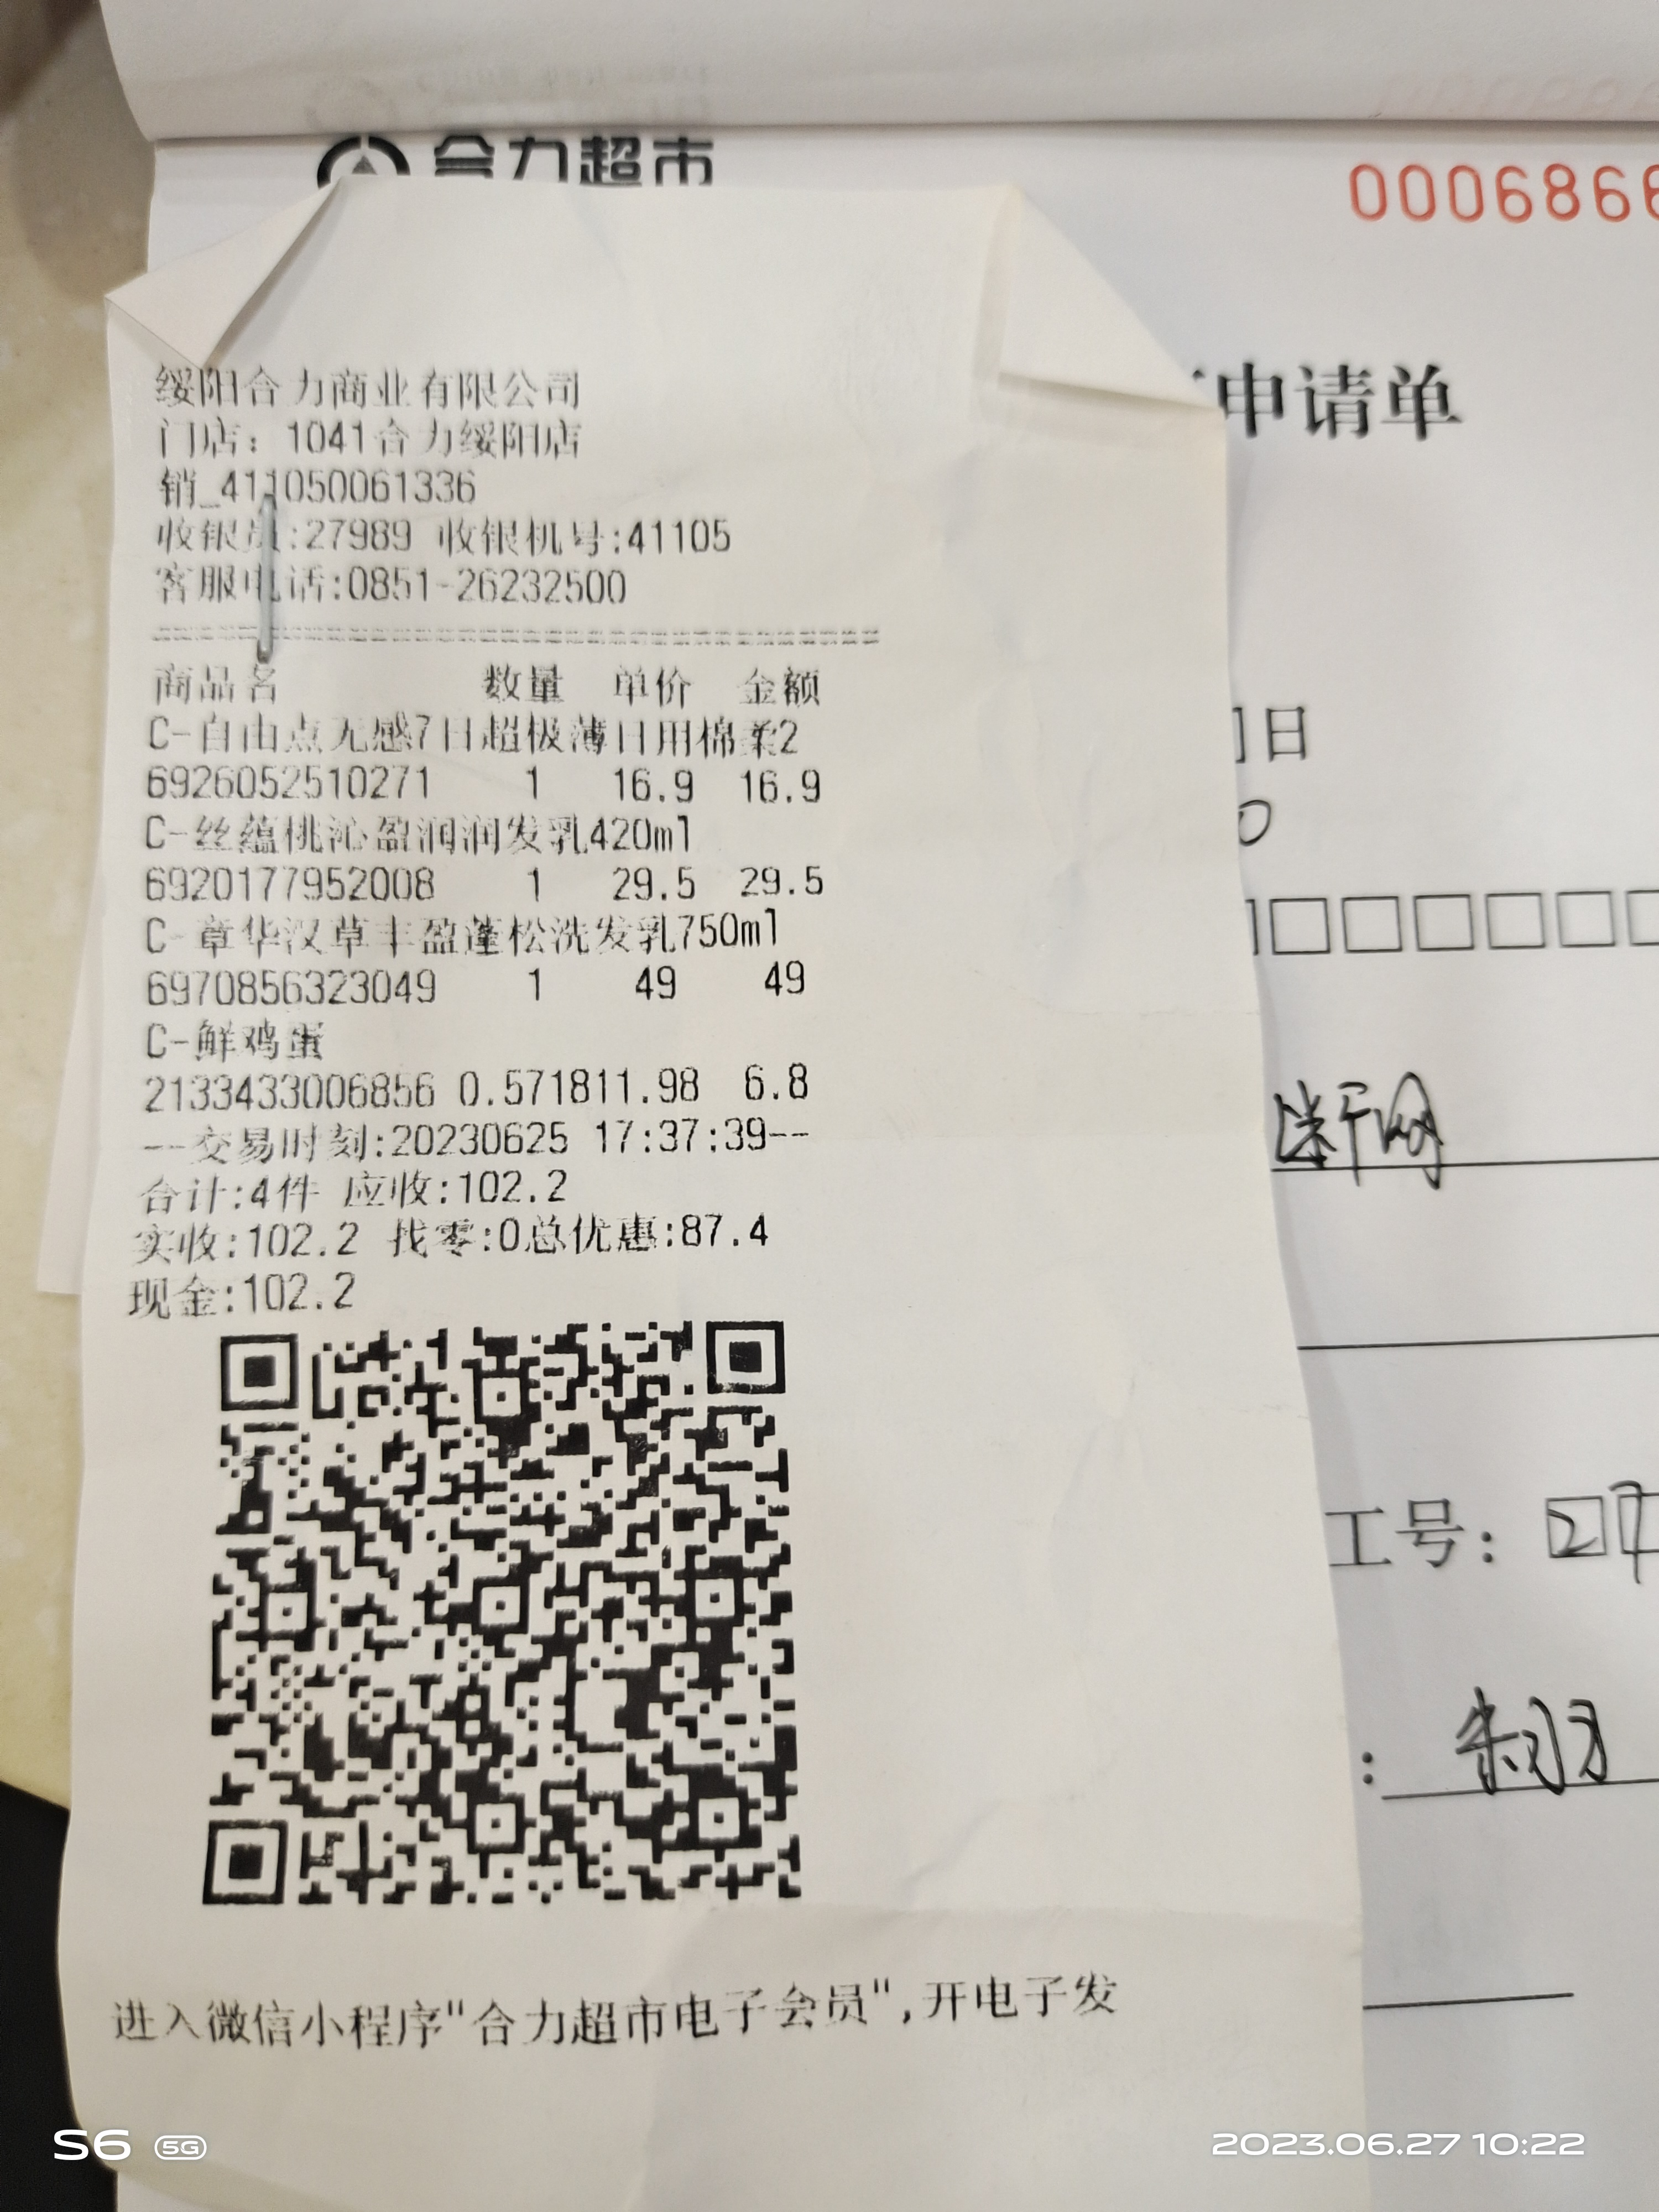 合力超市
0006866
申请单
绥阳合力商业有限公司
门店：1041合力绥阳店
销_411050061336
收银员:27989 收银机号:41105
客服电话:0851-26232500
商品名 数量 单价 金额
C-自由点无感7日超极薄日用棉柔2
6926052510271 1 16.9 16.9
C-丝蕴桃沁盈润润发乳420ml
6920177952008 1 29.5 29.5
C-章华汉草丰盈蓬松洗发乳750ml
6970856323049 1 49 49
C-鲜鸡蛋
2133433006856 0.571811.98 6.8
--交易时刻:20230625 17:37:39--
合计:4件 应收:102.2
实收:102.2 找零:0总优惠:87.4
现金:102.2
进入微信小程序"合力超市电子会员",开电子发
日
工号：27
S6 5G
2023.06.27 10:22